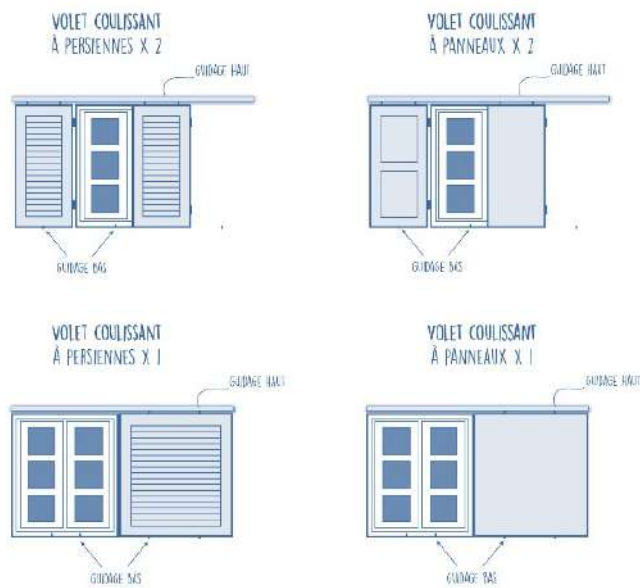 VOLET COULISSANT
À PERSIENNES X 2
GUIDAGE HAUT
GUIDAGE BAS
VOLET COULISSANT
À PANNEAUX X 2
GUIDAGE HAUT
GUIDAGE BAS
VOLET COULISSANT
À PERSIENNES X 1
GUIDAGE HAUT
GUIDAGE BAS
VOLET COULISSANT
À PANNEAUX X 1
GUIDAGE HAUT
GUIDAGE BAS